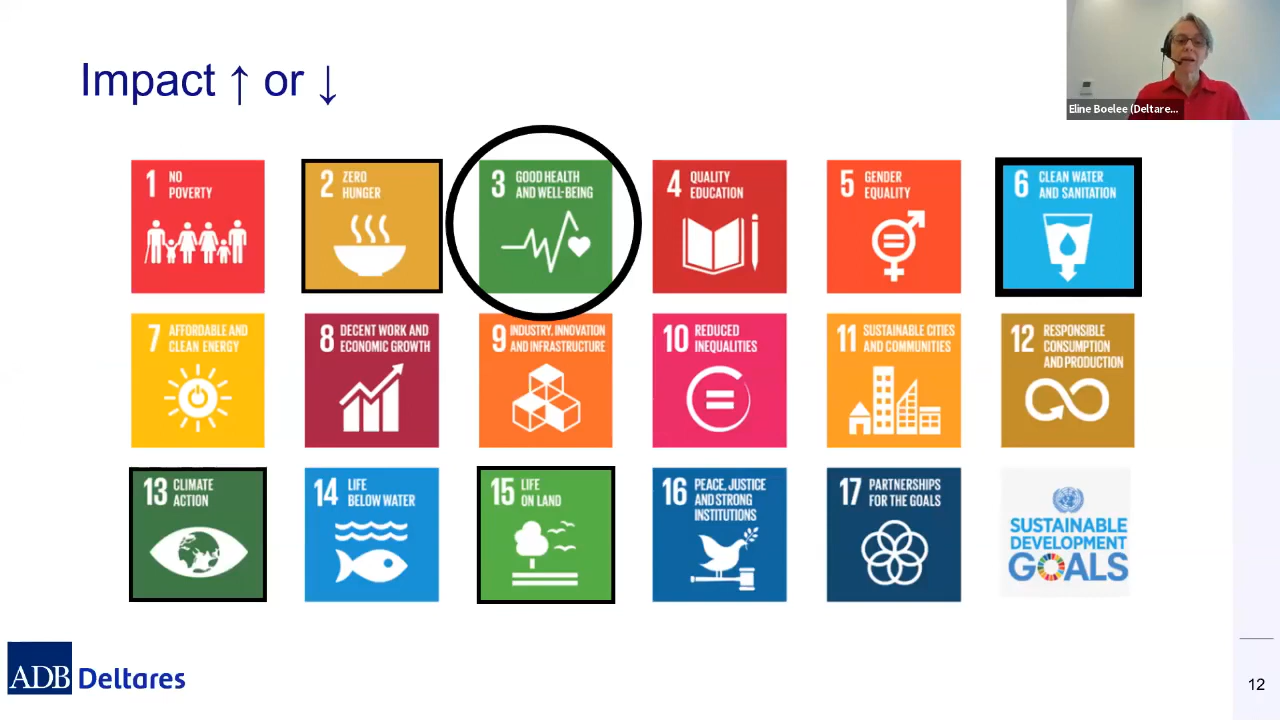 Impact ↑ or ↓
Eline Boelee (Deltare...
1 NO
POVERTY
2 ZERO
HUNGER
3 GOOD HEALTH
AND WELL-BEING
4 QUALITY
EDUCATION
5 GENDER
EQUALITY
6 CLEAN WATER
AND SANITATION
7 AFFORDABLE AND
CLEAN ENERGY
8 DECENT WORK AND
ECONOMIC GROWTH
9 INDUSTRY, INNOVATION
AND INFRASTRUCTURE
10 REDUCED
INEQUALITIES
11 SUSTAINABLE CITIES
AND COMMUNITIES
12 RESPONSIBLE
CONSUMPTION
AND PRODUCTION
13 CLIMATE
ACTION
14 LIFE
BELOW WATER
15 LIFE
ON LAND
16 PEACE, JUSTICE
AND STRONG
INSTITUTIONS
17 PARTNERSHIPS
FOR THE GOALS
SUSTAINABLE
DEVELOPMENT
GOALS
ADB Deltares
12